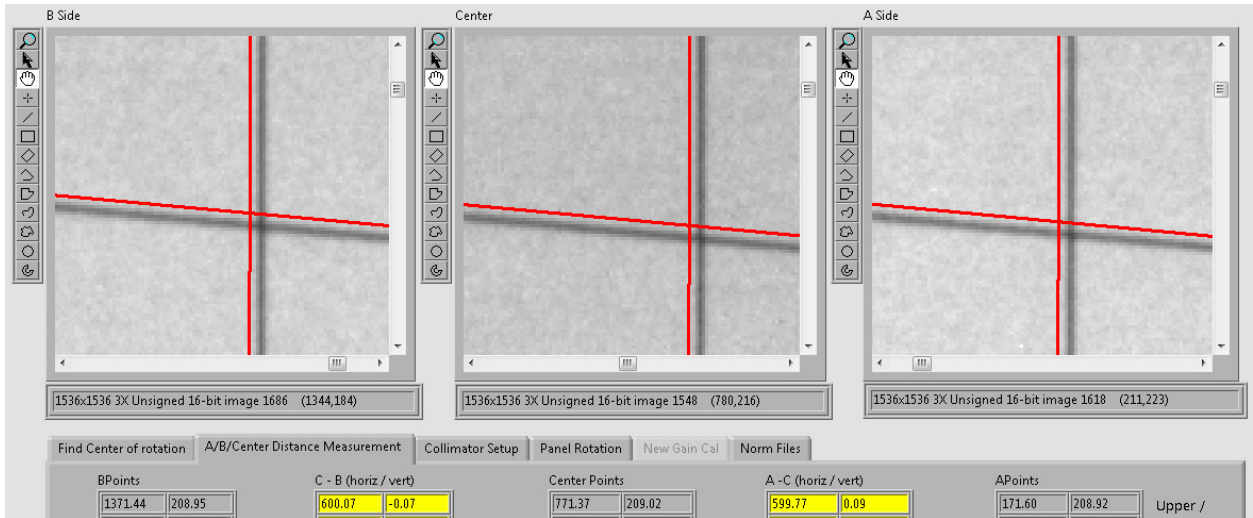 B Side
Center
A Side
1536x1536 3X Unsigned 16-bit image 1686 (1344,184)
1536x1536 3X Unsigned 16-bit image 1548 (780,216)
1536x1536 3X Unsigned 16-bit image 1618 (211,223)
Find Center of rotation A/B/Center Distance Measurement Collimator Setup Panel Rotation New Gain Cal Norm Files
BPoints C - B (horiz / vert) Center Points A -C (horiz / vert) APoints
1371.44 208.95 600.07 -0.07 771.37 209.02 599.77 0.09 171.60 208.92 Upper /